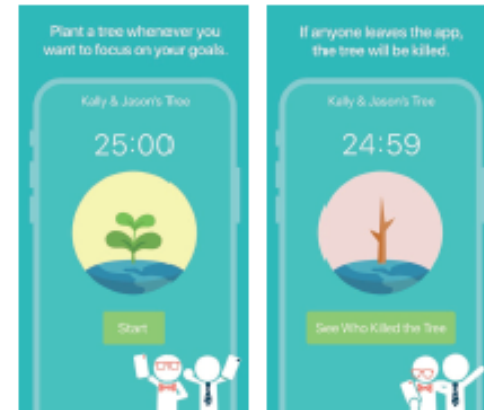 Plant a tree whenever you
want to focus on your goals.
Kally & Jason's Tree
25:00
Start
If anyone leaves the app,
the tree will be killed.
Kally & Jason's Tree
24:59
See Who Killed the Tree